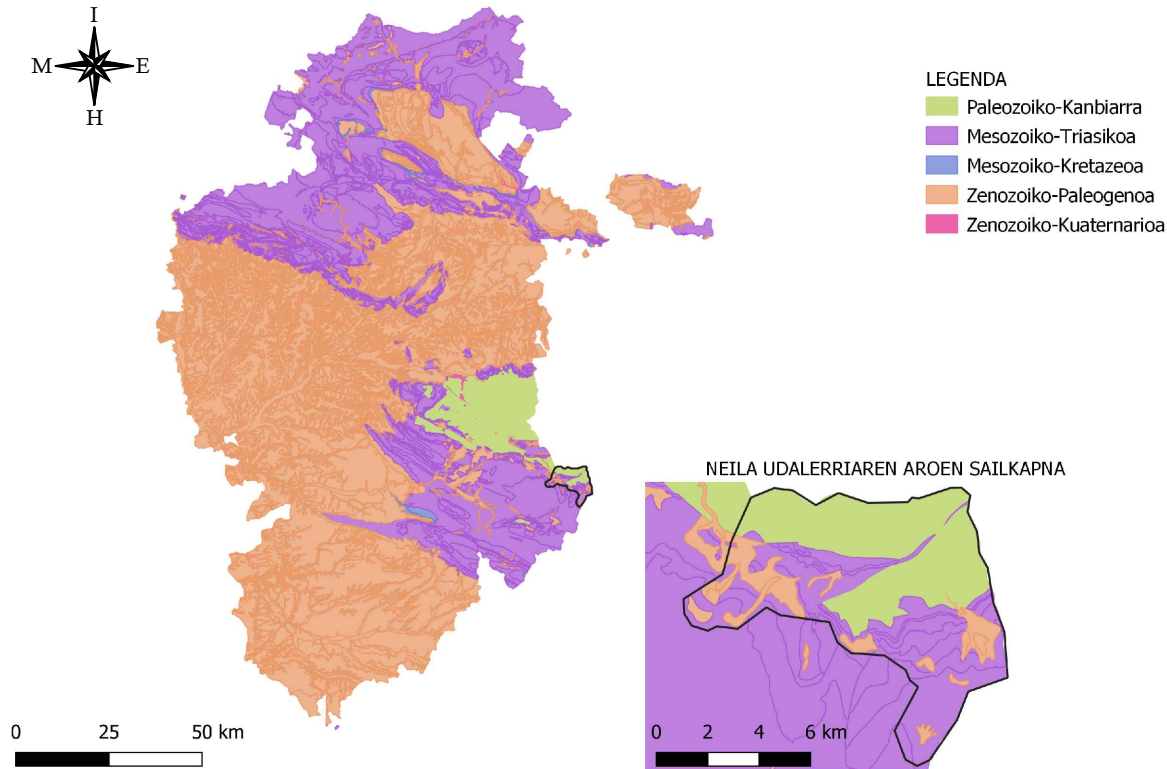 I
M E
H
LEGENDA
Paleozoiko-Kanbiarra
Mesozoiko-Triasikoa
Mesozoiko-Kretazeoa
Zenozoiko-Paleogenoa
Zenozoiko-Kuaternarioa
NEILA UDALERRIAREN AROEN SAILKAPNA
0 25 50 km
0 2 4 6 km